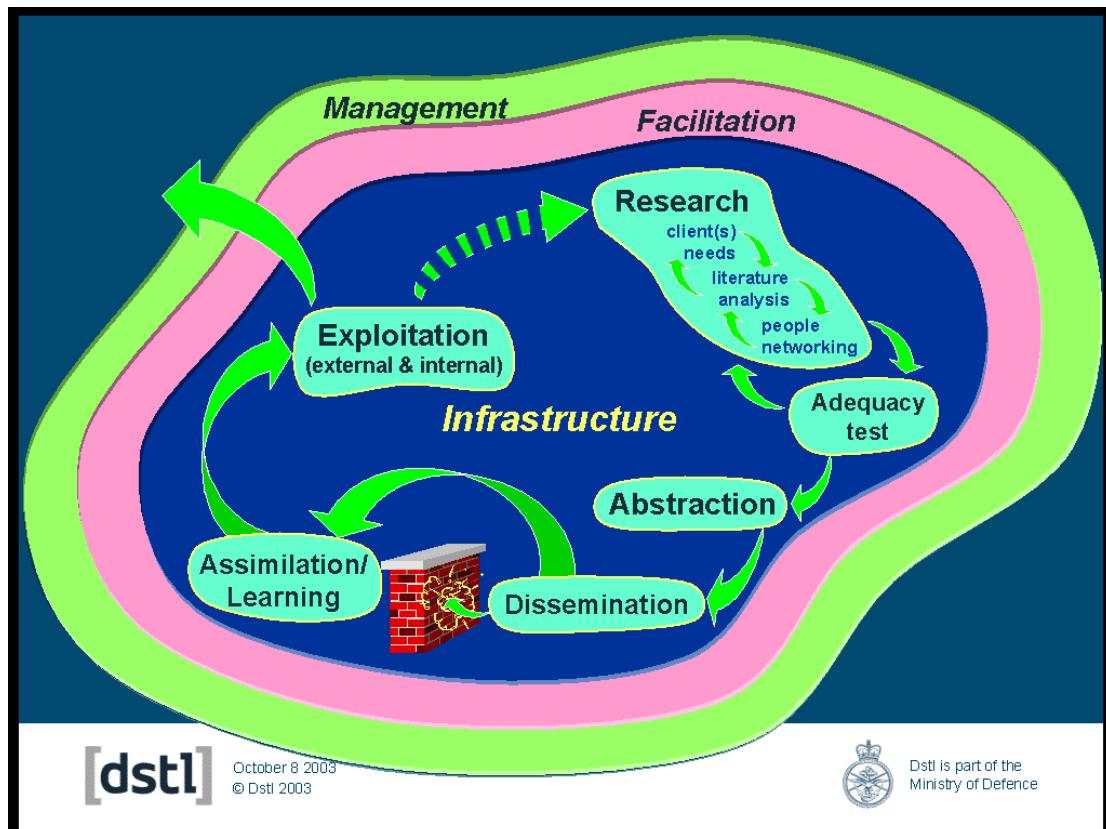 Management
Facilitation
Research
client(s)
needs
literature
analysis
people
networking
Exploitation
(external & internal)
Adequacy
test
Infrastructure
Abstraction
Assimilation/
Learning
Dissemination
[dstl]
October 8 2003
© Dstl 2003
Dstl is part of the
Ministry of Defence